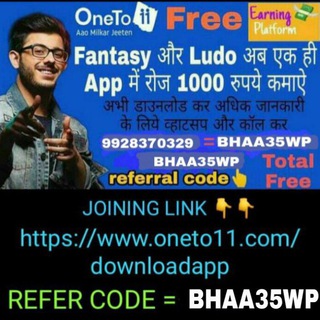 OneTo11 Free Earning Platform
Aao Milkar Jeeten
Fantasy और Ludo अब एक ही
App में रोज 1000 रुपये कमाऐ
अभी डाउनलोड कर अधिक जानकारी
के लिये व्हाटसप और कॉल कर
9928370329 =BHAA35WP
BHAA35WP Total
referral code👆 Free
JOINING LINK 👇👇
https://www.oneto11.com/
downloadapp
REFER CODE = BHAA35WP